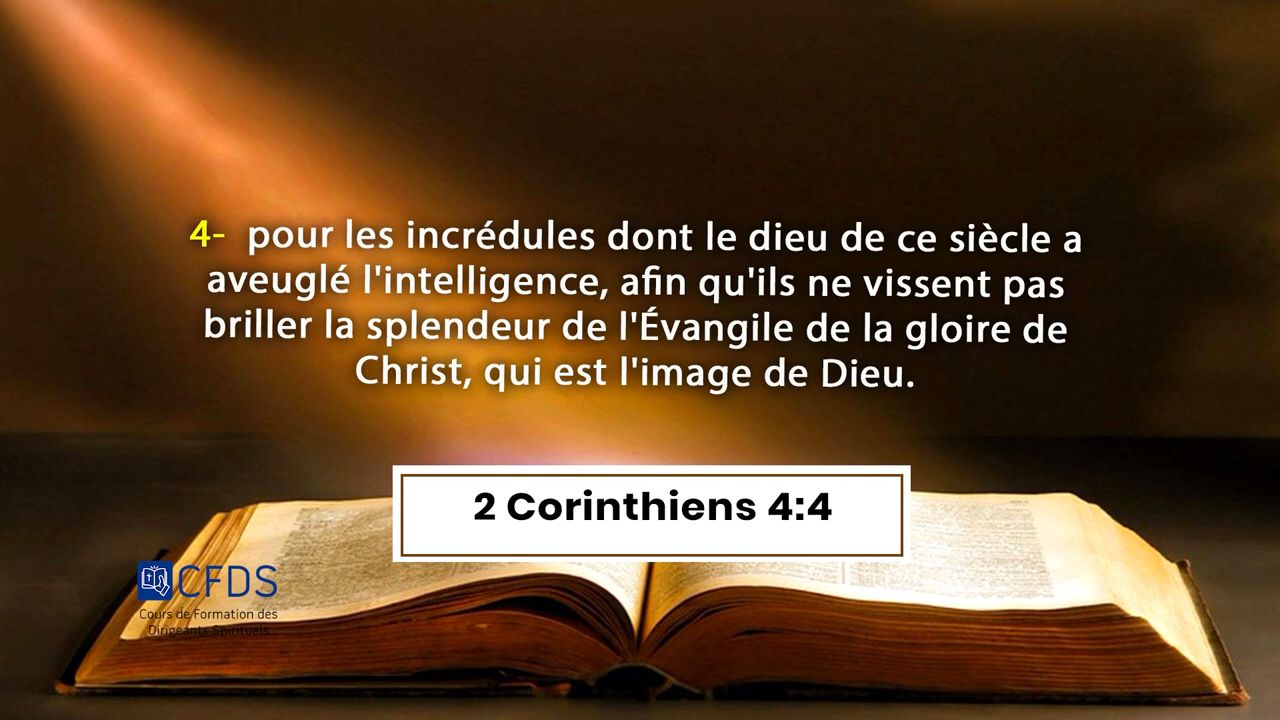 4- pour les incrédules dont le dieu de ce siècle a
aveuglé l'intelligence, afin qu'ils ne vissent pas
briller la splendeur de l'Évangile de la gloire de
Christ, qui est l'image de Dieu.
2 Corinthiens 4:4
CFDS
Cours de Formation des
Dirigeants Spirituels